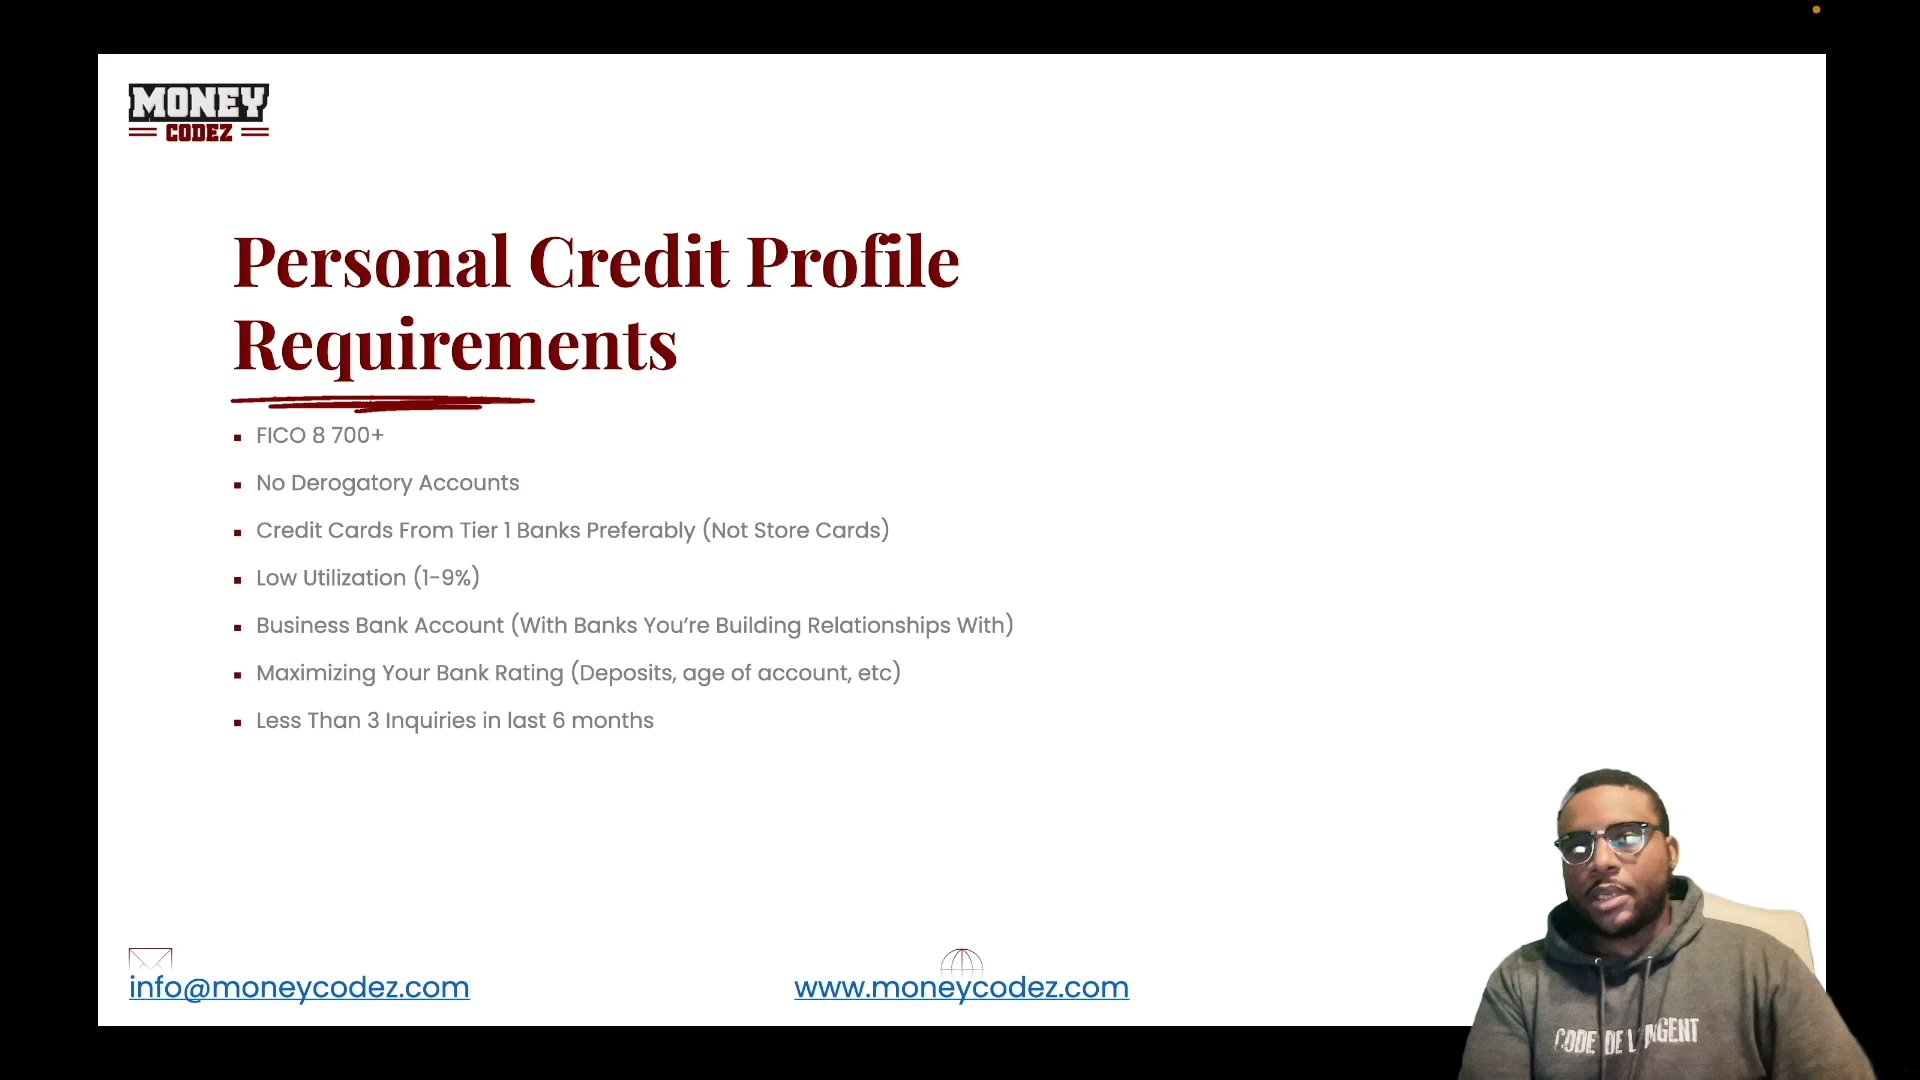 MONEY
CODEZ
Personal Credit Profile
Requirements
FICO 8 700+
No Derogatory Accounts
Credit Cards From Tier 1 Banks Preferably (Not Store Cards)
Low Utilization (1-9%)
Business Bank Account (With Banks You’re Building Relationships With)
Maximizing Your Bank Rating (Deposits, age of account, etc)
Less Than 3 Inquiries in last 6 months
info@moneycodez.com
www.moneycodez.com
CODE DE L'ARGENT